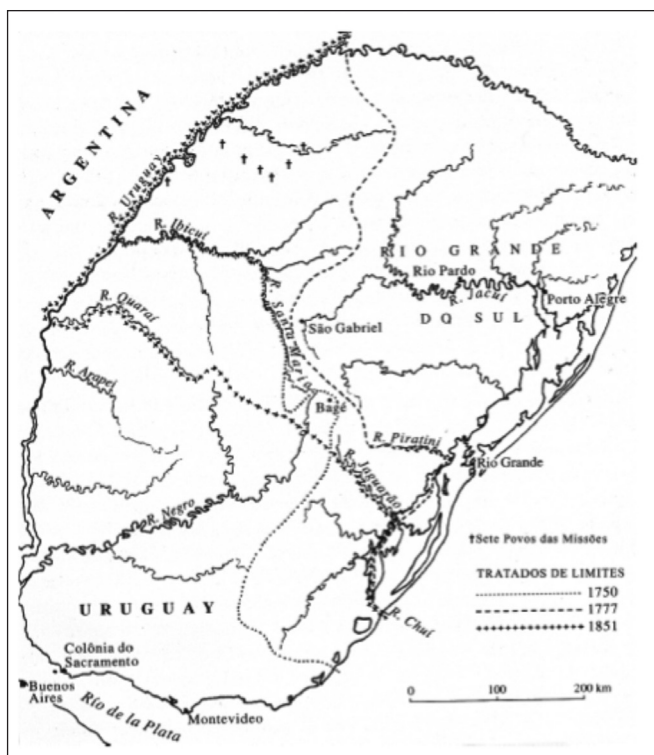 ARGENTINA
R. Uruguay
R. Ibicuí
R. Quaraí
R. Santa Maria
R. Arapeí
RIO GRANDE
Rio Pardo
R. Jacuí
Porto Alegre
São Gabriel
DO SUL
Bagé
R. Piratini
Rio Grande
R. Jaguarão
R. Negro
†Sete Povos das Missões
TRATADOS DE LIMITES
1750
1777
1851
URUGUAY
R. Chuí
Colônia do
Sacramento
Buenos
Aires
Río de la Plata
Montevideo
0 100 200 km